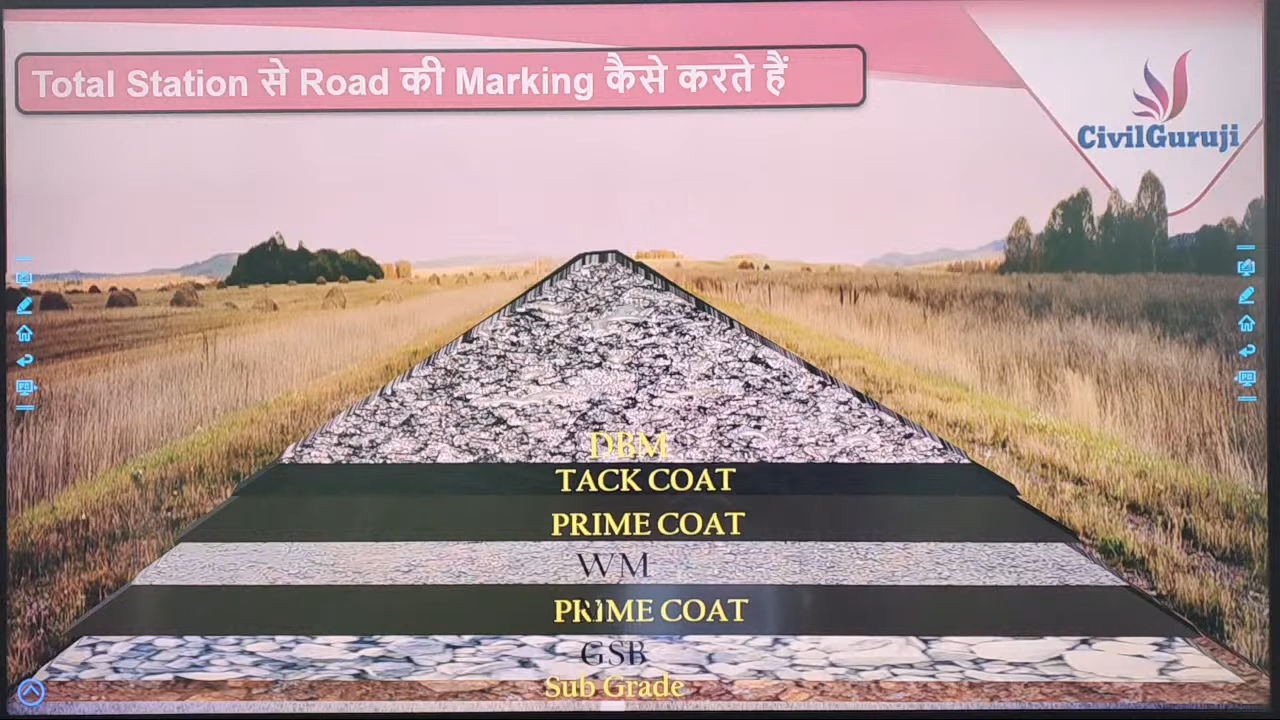 Total Station से Road की Marking कैसे करते हैं
CivilGuruji
DBM
TACK COAT
PRIME COAT
WM
PRIME COAT
GSB
Sub Grade